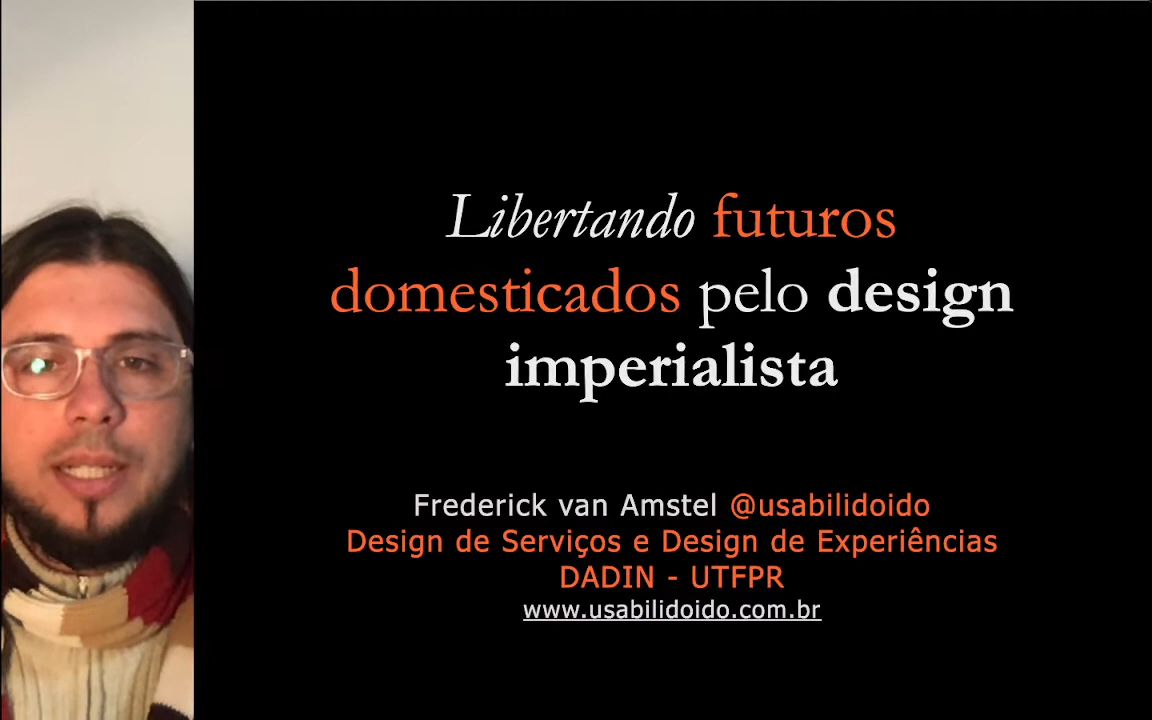 Libertando futuros
domesticados pelo design
imperialista
Frederick van Amstel @usabilidoido
Design de Serviços e Design de Experiências
DADIN - UTFPR
www.usabilidoido.com.br